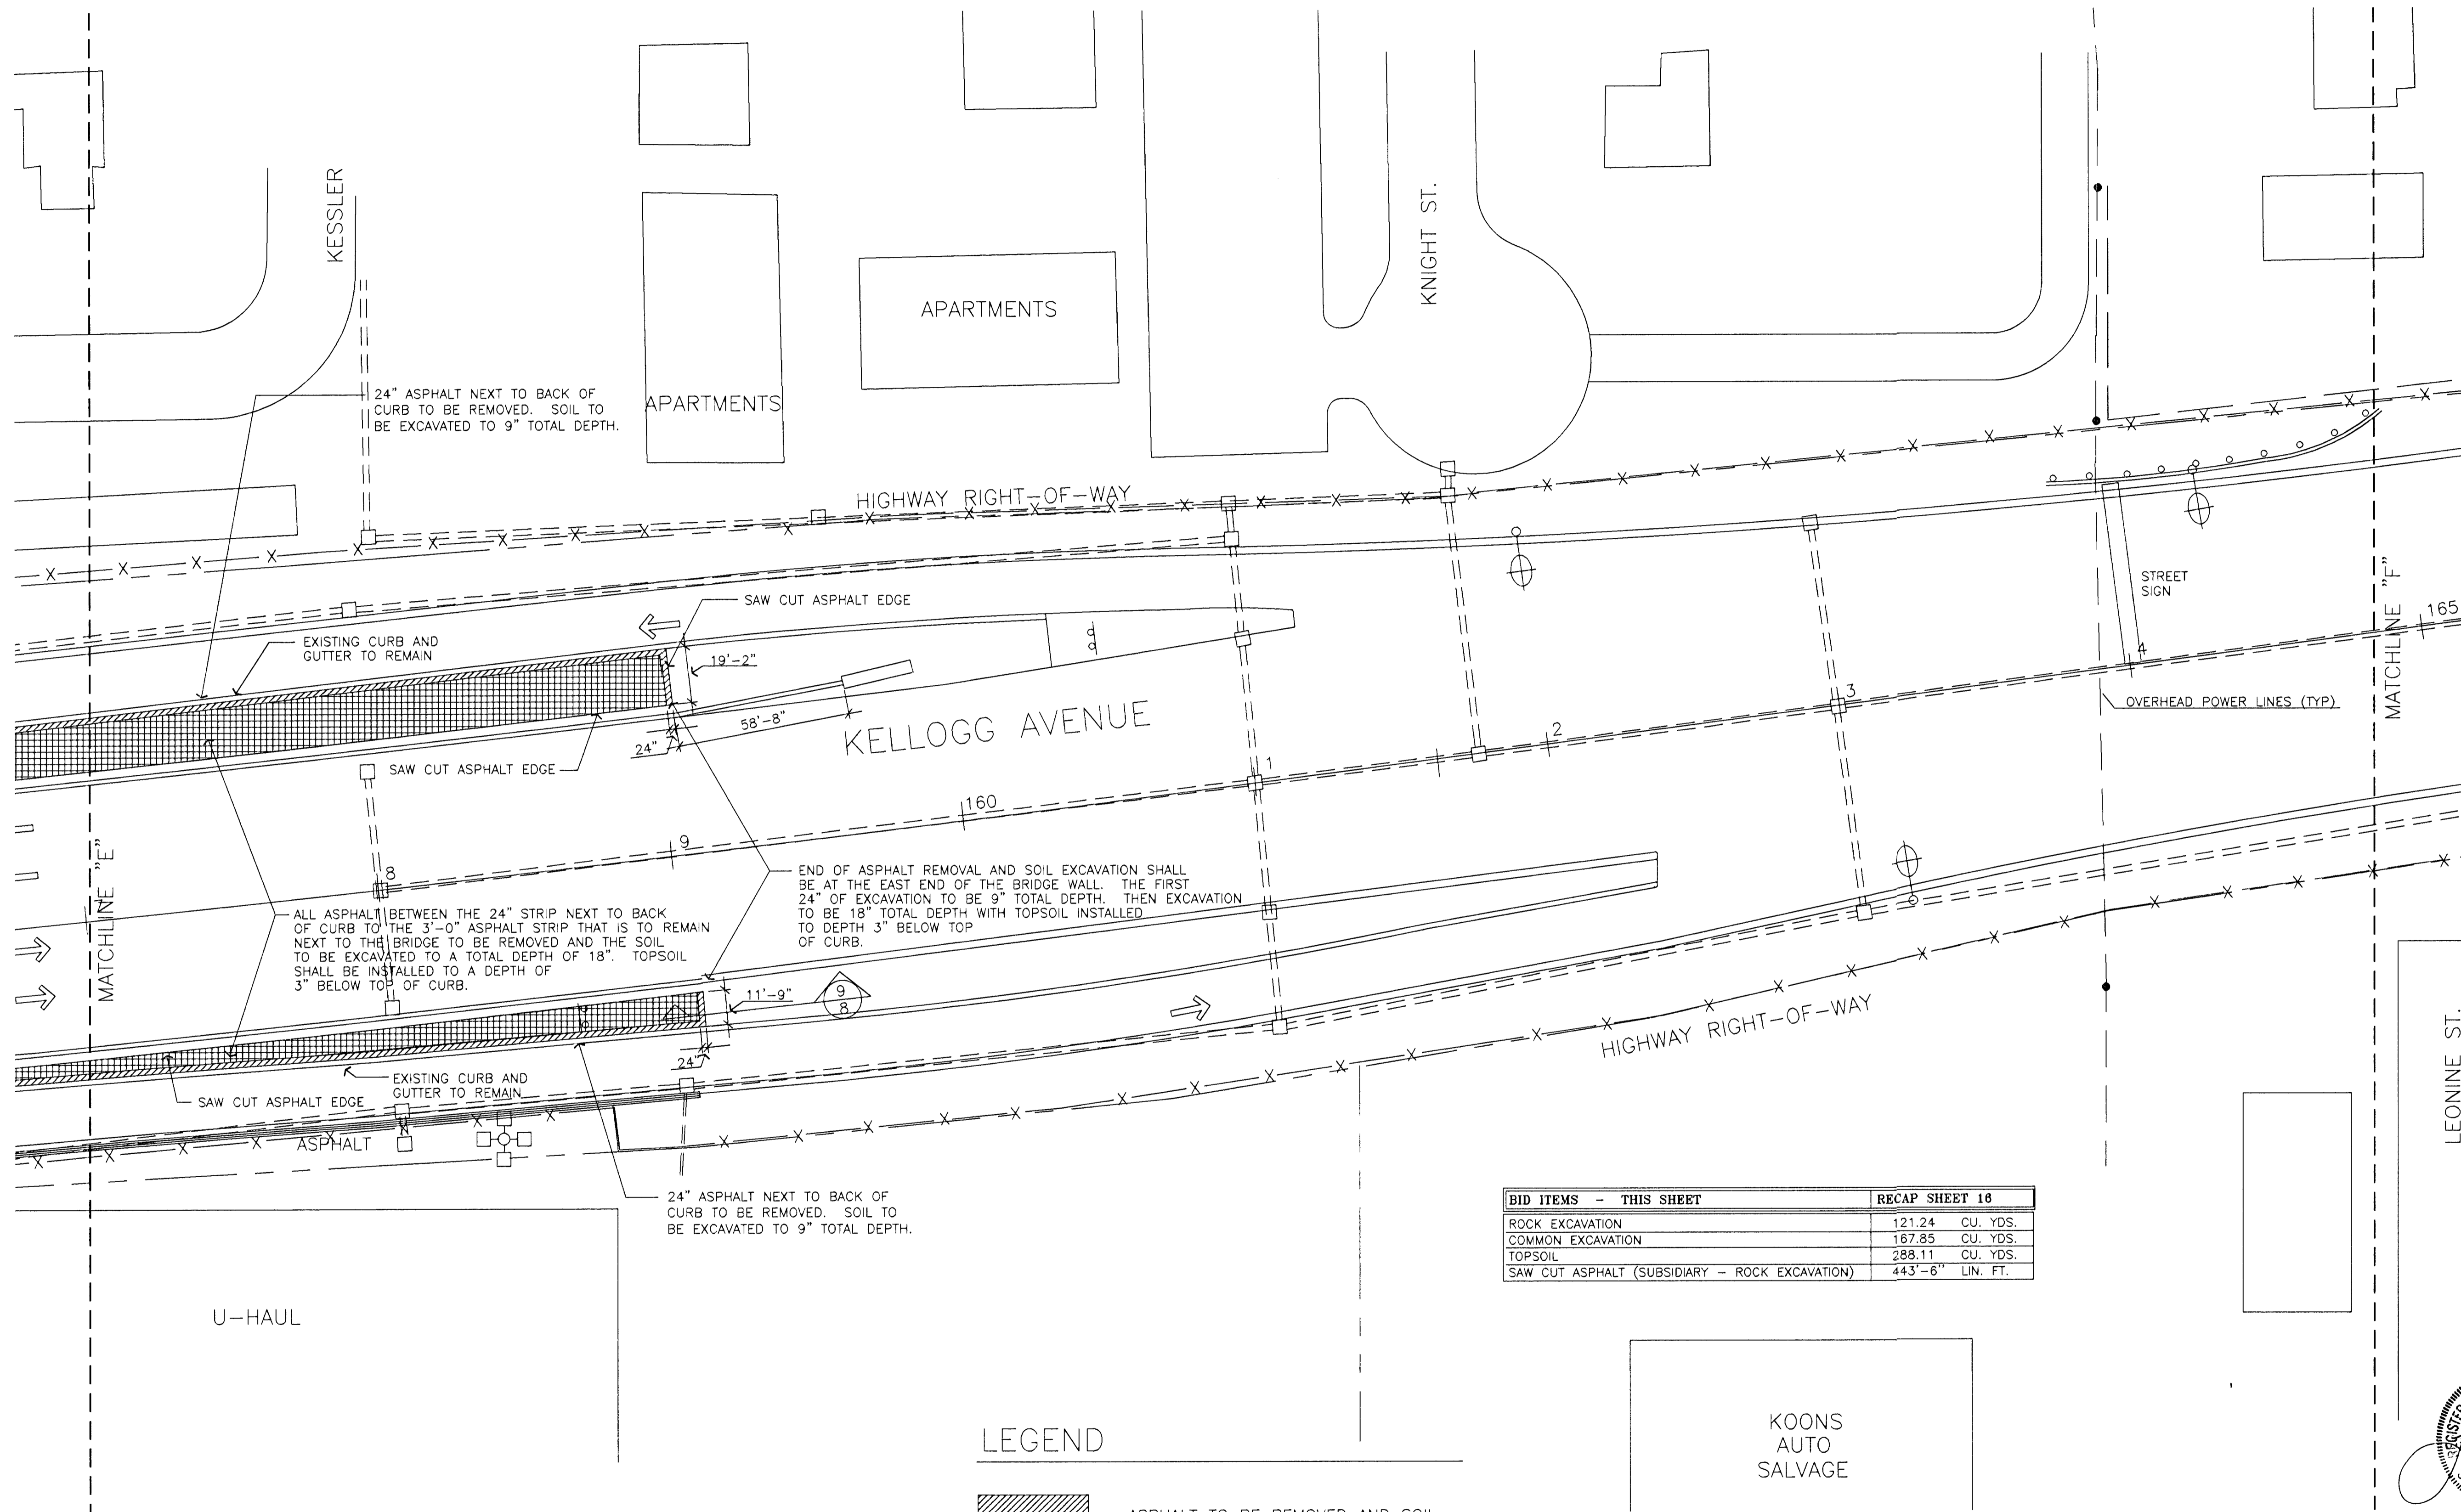 KESSLER
KNIGHT ST.
APARTMENTS
APARTMENTS
24" ASPHALT NEXT TO BACK OF
CURB TO BE REMOVED.  SOIL TO
BE EXCAVATED TO 9" TOTAL DEPTH.
HIGHWAY RIGHT-OF-WAY
SAW CUT ASPHALT EDGE
EXISTING CURB AND
GUTTER TO REMAIN
19'-2"
58'-8"
24"
SAW CUT ASPHALT EDGE
KELLOGG AVENUE
STREET
SIGN
MATCHLINE "F"
165
4
3
OVERHEAD POWER LINES (TYP)
2
1
160
9
8
MATCHLINE "E"
END OF ASPHALT REMOVAL AND SOIL EXCAVATION SHALL
BE AT THE EAST END OF THE BRIDGE WALL.  THE FIRST
24" OF EXCAVATION TO BE 9" TOTAL DEPTH.  THEN EXCAVATION
TO BE 18" TOTAL DEPTH WITH TOPSOIL INSTALLED
TO DEPTH 3" BELOW TOP
OF CURB.
ALL ASPHALT BETWEEN THE 24" STRIP NEXT TO BACK
OF CURB TO THE 3'-0" ASPHALT STRIP THAT IS TO REMAIN
NEXT TO THE BRIDGE TO BE REMOVED AND THE SOIL
TO BE EXCAVATED TO A TOTAL DEPTH OF 18".  TOPSOIL
SHALL BE INSTALLED TO A DEPTH OF
3" BELOW TOP OF CURB.
11'-9"
9
8
24"
HIGHWAY RIGHT-OF-WAY
LEONINE ST.
EXISTING CURB AND
GUTTER TO REMAIN
SAW CUT ASPHALT EDGE
ASPHALT
24" ASPHALT NEXT TO BACK OF
CURB TO BE REMOVED.  SOIL TO
BE EXCAVATED TO 9" TOTAL DEPTH.
BID ITEMS - THIS SHEET RECAP SHEET 16
ROCK EXCAVATION 121.24 CU. YDS.
COMMON EXCAVATION 167.85 CU. YDS.
TOPSOIL 288.11 CU. YDS.
SAW CUT ASPHALT (SUBSIDIARY - ROCK EXCAVATION) 443'-6" LIN. FT.
U-HAUL
KOONS
AUTO
SALVAGE
LEGEND
ASPHALT TO BE REMOVED AND SOIL